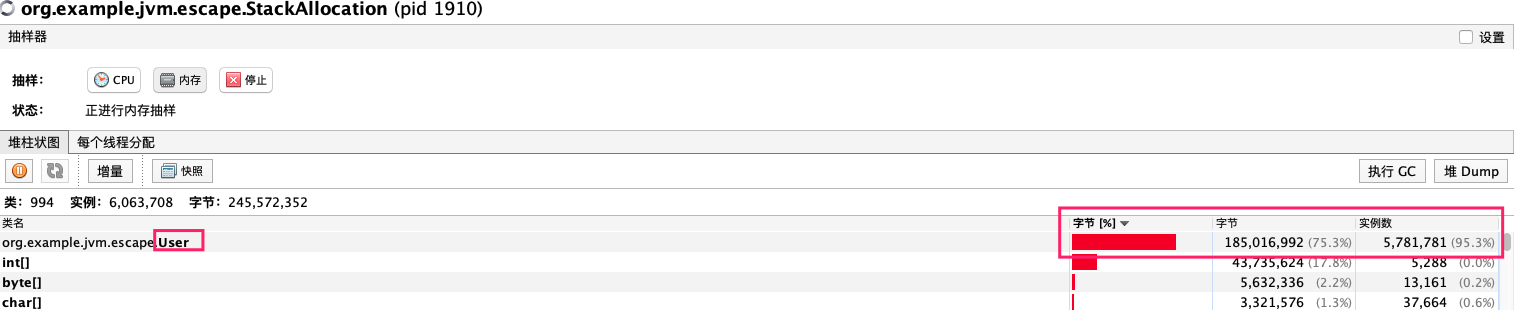 org.example.jvm.escape.StackAllocation (pid 1910)
抽样器 设置
抽样： CPU 内存 停止
状态： 正进行内存抽样
堆柱状图 每个线程分配
增量 快照 执行 GC 堆 Dump
类：994 实例：6,063,708 字节：245,572,352
类名 字节 [%] 字节 实例数
org.example.jvm.escape.User 185,016,992 (75.3%) 5,781,781 (95.3%)
int[] 43,735,624 (17.8%) 5,288 (0.0%)
byte[] 5,632,336 (2.2%) 13,161 (0.2%)
char[] 3,321,576 (1.3%) 37,664 (0.6%)